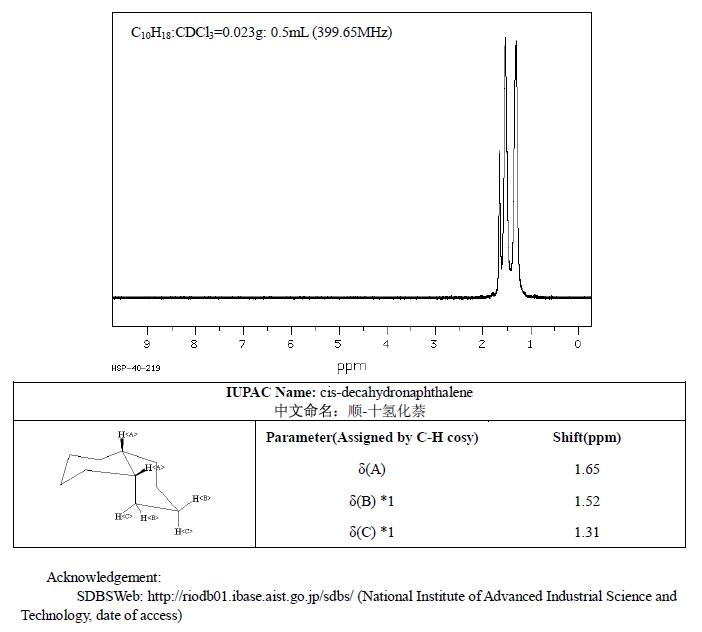 C₁₀H₁₈:CDCl₃=0.023g: 0.5mL (399.65MHz)
9 8 7 6 5 4 3 2 1 0
HSP-40-219
ppm
IUPAC Name: cis-decahydronaphthalene
中文命名：顺-十氢化萘
Parameter(Assigned by C-H cosy) Shift(ppm)
δ(A) 1.65
δ(B) *1 1.52
δ(C) *1 1.31
H<A>
H<A>
H<B>
H<C> H<B>
H<C>
Acknowledgement:
SDBSWeb: http://riodb01.ibase.aist.go.jp/sdbs/ (National Institute of Advanced Industrial Science and
Technology, date of access)